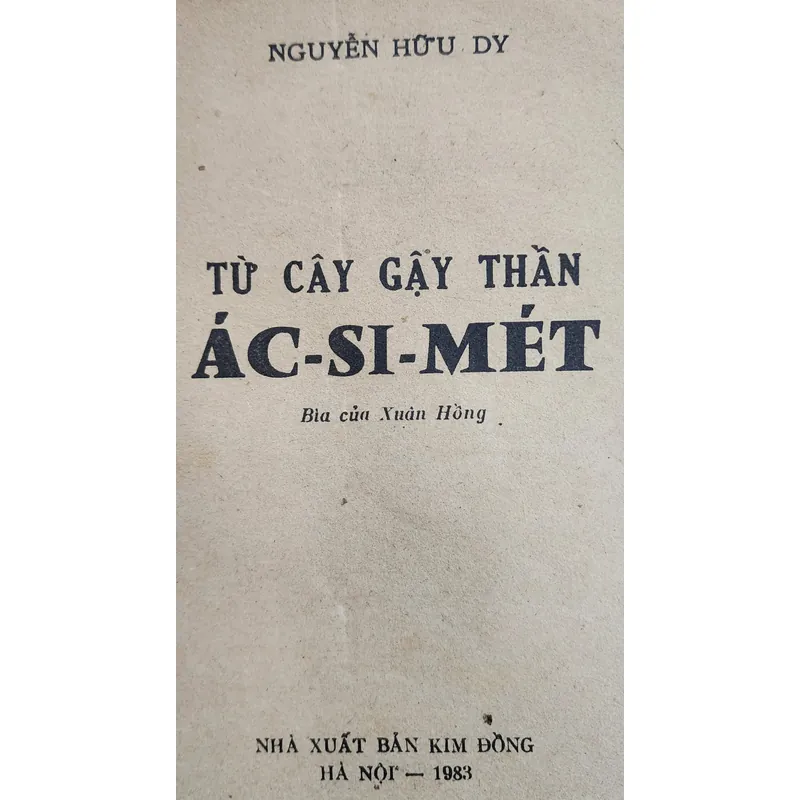 NGUYỄN HỮU DY
TỪ CÂY GẬY THẦN
ÁC-SI-MÉT
Bìa của Xuân Hồng
NHÀ XUẤT BẢN KIM ĐỒNG
HÀ NỘI — 1983